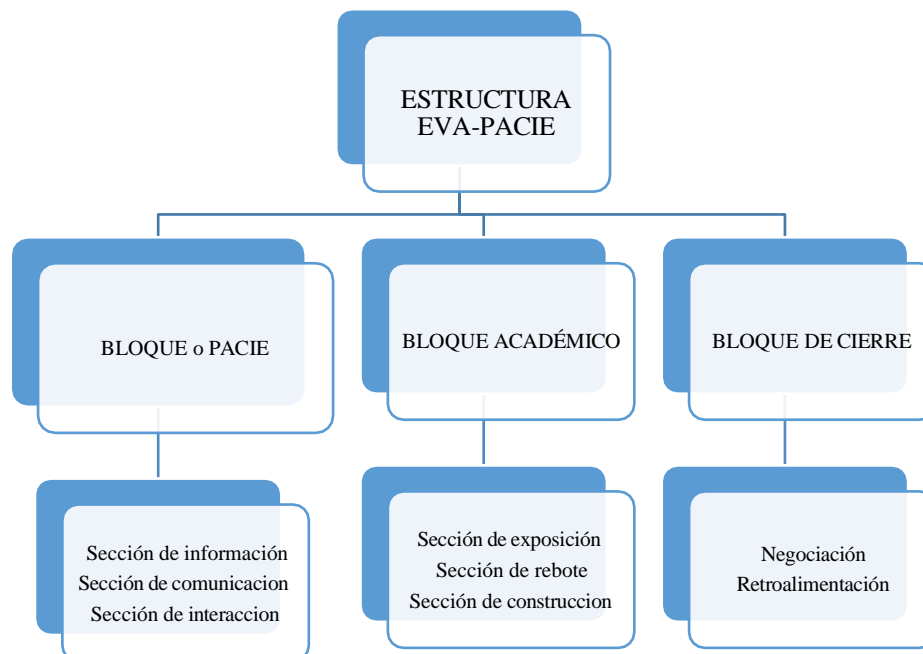 ESTRUCTURA
EVA-PACIE
BLOQUE o PACIE
BLOQUE ACADÉMICO
BLOQUE DE CIERRE
Sección de información
Sección de comunicacion
Sección de interaccion
Sección de exposición
Sección de rebote
Sección de construccion
Negociación
Retroalimentación